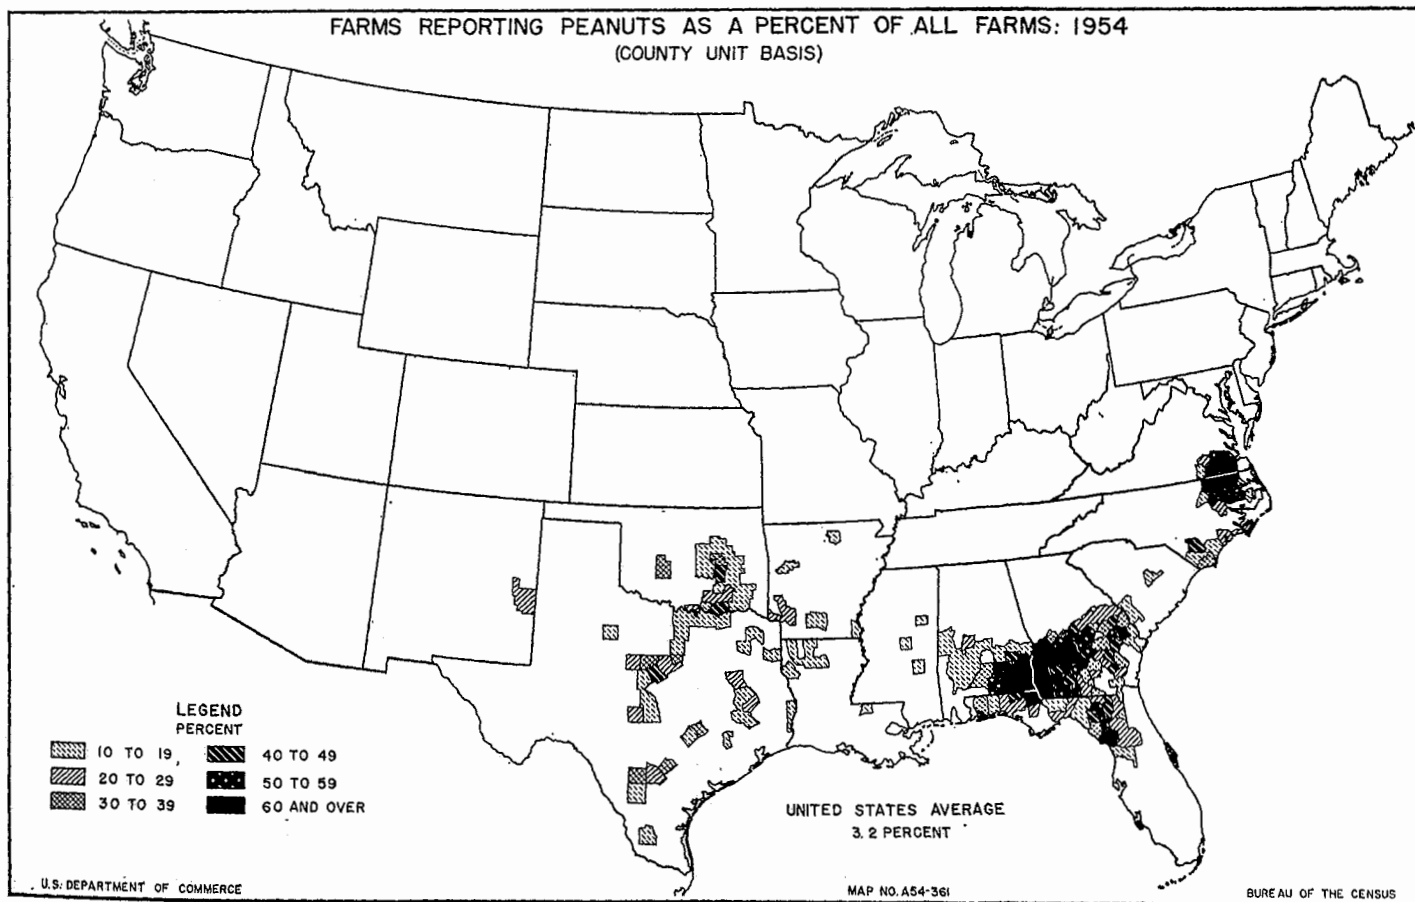 FARMS REPORTING PEANUTS AS A PERCENT OF ALL FARMS: 1954
(COUNTY UNIT BASIS)
LEGEND
PERCENT
10 TO 19
20 TO 29
30 TO 39
40 TO 49
50 TO 59
60 AND OVER
UNITED STATES AVERAGE
3.2 PERCENT
U.S. DEPARTMENT OF COMMERCE
MAP NO. A54-361
BUREAU OF THE CENSUS